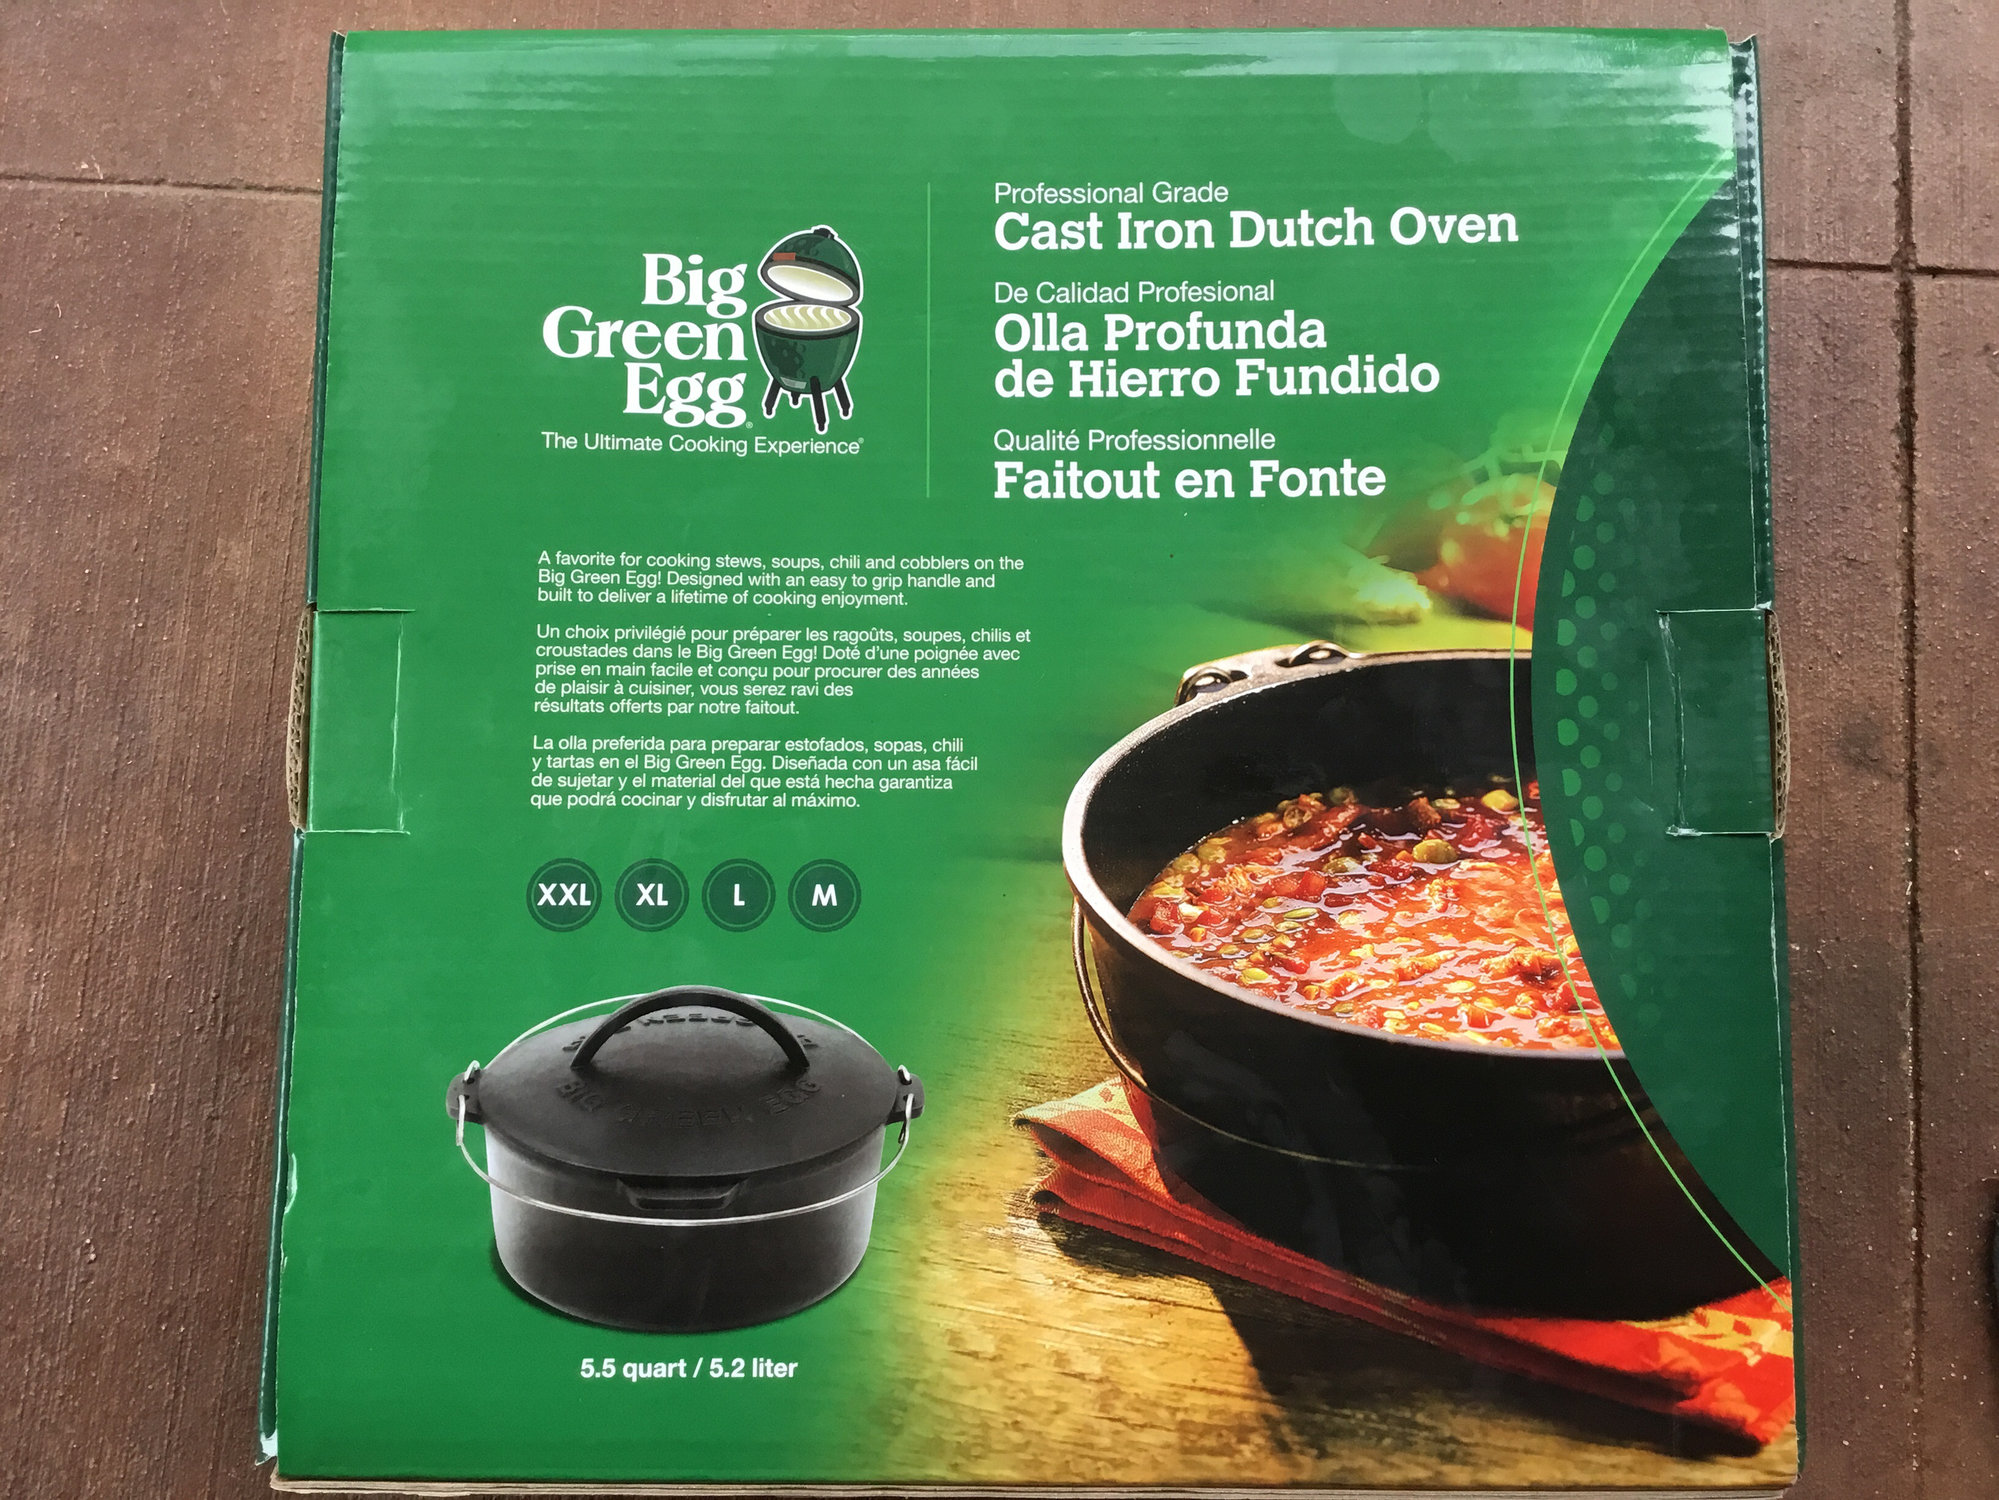 Big
Green
Egg®
The Ultimate Cooking Experience®
Professional Grade
Cast Iron Dutch Oven
De Calidad Profesional
Olla Profunda
de Hierro Fundido
Qualité Professionnelle
Faitout en Fonte
A favorite for cooking stews, soups, chili and cobblers on the
Big Green Egg! Designed with an easy to grip handle and
built to deliver a lifetime of cooking enjoyment.
Un choix privilégié pour préparer les ragoûts, soupes, chilis et
croustades dans le Big Green Egg! Doté d'une poignée avec
prise en main facile et conçu pour procurer des années
de plaisir à cuisiner, vous serez ravi des
résultats offerts par notre faitout.
La olla preferida para preparar estofados, sopas, chili
y tartas en el Big Green Egg. Diseñada con un asa fácil
de sujetar y el material del que está hecha garantiza
que podrá cocinar y disfrutar al máximo.
XXL XL L M
BIG GREEN EGG
5.5 quart / 5.2 liter